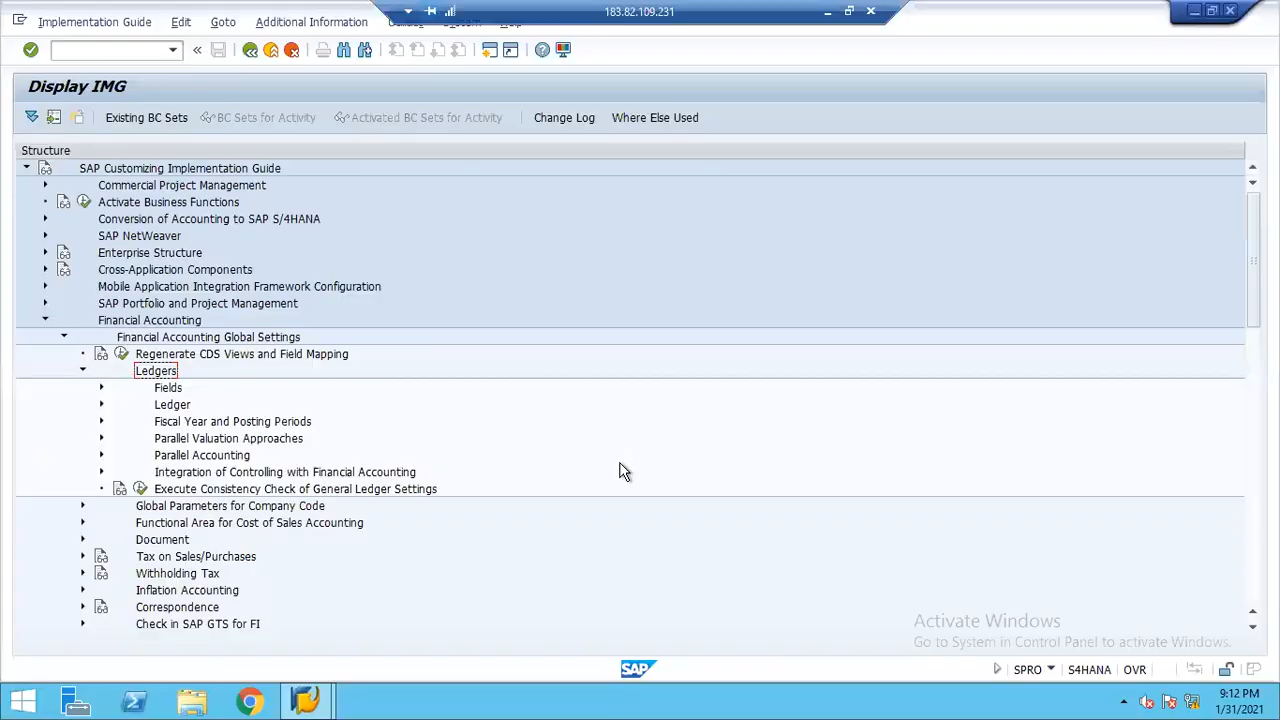 183.82.109.231
Implementation Guide Edit Goto Additional Information
Display IMG
Existing BC Sets BC Sets for Activity Activated BC Sets for Activity Change Log Where Else Used
Structure
SAP Customizing Implementation Guide
Commercial Project Management
Activate Business Functions
Conversion of Accounting to SAP S/4HANA
SAP NetWeaver
Enterprise Structure
Cross-Application Components
Mobile Application Integration Framework Configuration
SAP Portfolio and Project Management
Financial Accounting
Financial Accounting Global Settings
Regenerate CDS Views and Field Mapping
Ledgers
Fields
Ledger
Fiscal Year and Posting Periods
Parallel Valuation Approaches
Parallel Accounting
Integration of Controlling with Financial Accounting
Execute Consistency Check of General Ledger Settings
Global Parameters for Company Code
Functional Area for Cost of Sales Accounting
Document
Tax on Sales/Purchases
Withholding Tax
Inflation Accounting
Correspondence
Check in SAP GTS for FI
Activate Windows
Go to System in Control Panel to activate Windows.
SAP
SPRO S4HANA OVR
9:12 PM
1/31/2021